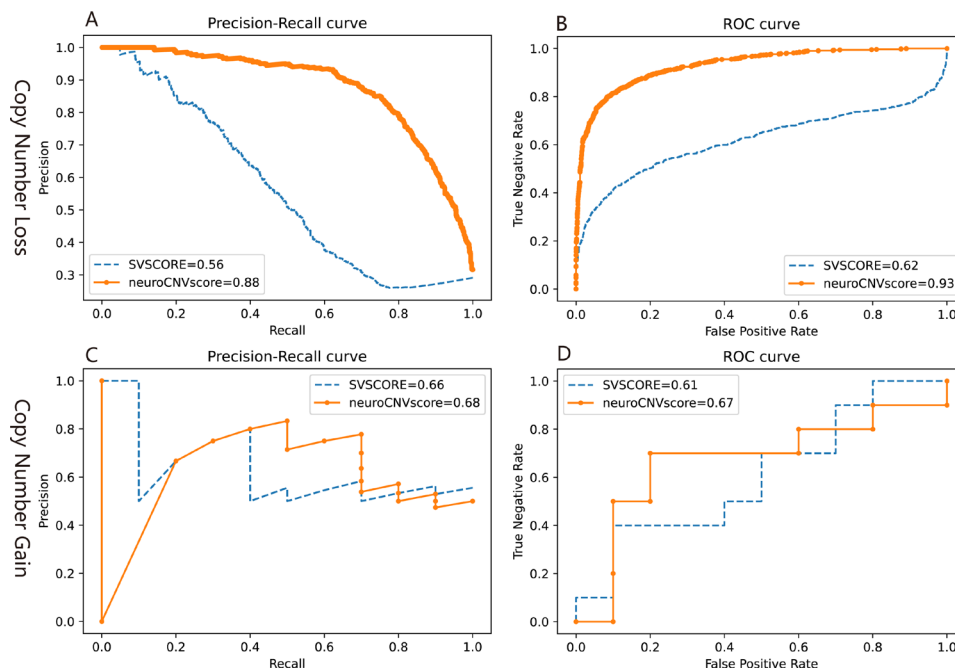 A
Precision-Recall curve
Copy Number Loss
Precision
1.0
0.9
0.8
0.7
0.6
0.5
0.4
0.3
SVSCORE=0.56
neuroCNVscore=0.88
0.0 0.2 0.4 0.6 0.8 1.0
Recall
B
ROC curve
True Negative Rate
1.0
0.8
0.6
0.4
0.2
0.0
SVSCORE=0.62
neuroCNVscore=0.93
0.0 0.2 0.4 0.6 0.8 1.0
False Positive Rate
C
Precision-Recall curve
Copy Number Gain
Precision
1.0
0.8
0.6
0.4
0.2
0.0
SVSCORE=0.66
neuroCNVscore=0.68
0.0 0.2 0.4 0.6 0.8 1.0
Recall
D
ROC curve
True Negative Rate
1.0
0.8
0.6
0.4
0.2
0.0
SVSCORE=0.61
neuroCNVscore=0.67
0.0 0.2 0.4 0.6 0.8 1.0
False Positive Rate